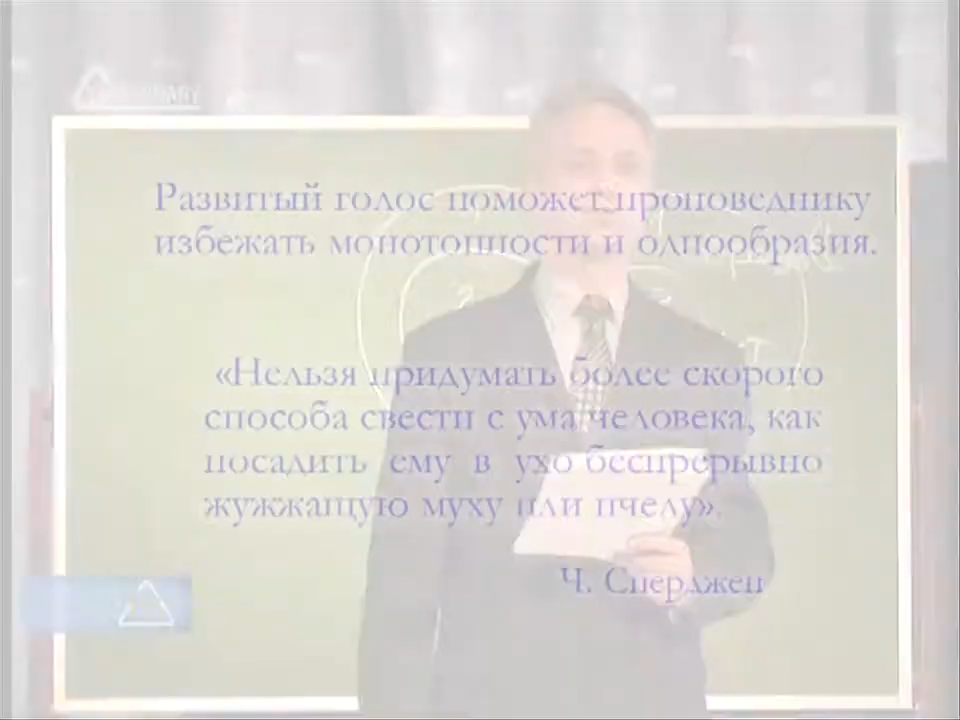 Развитый голос поможет проповеднику
избежать монотонности и однообразия.
«Нельзя придумать более скорого
способа свести с ума человека, как
посадить ему в ухо беспрерывно
жужжащую муху или пчелу».
Ч. Сперджен